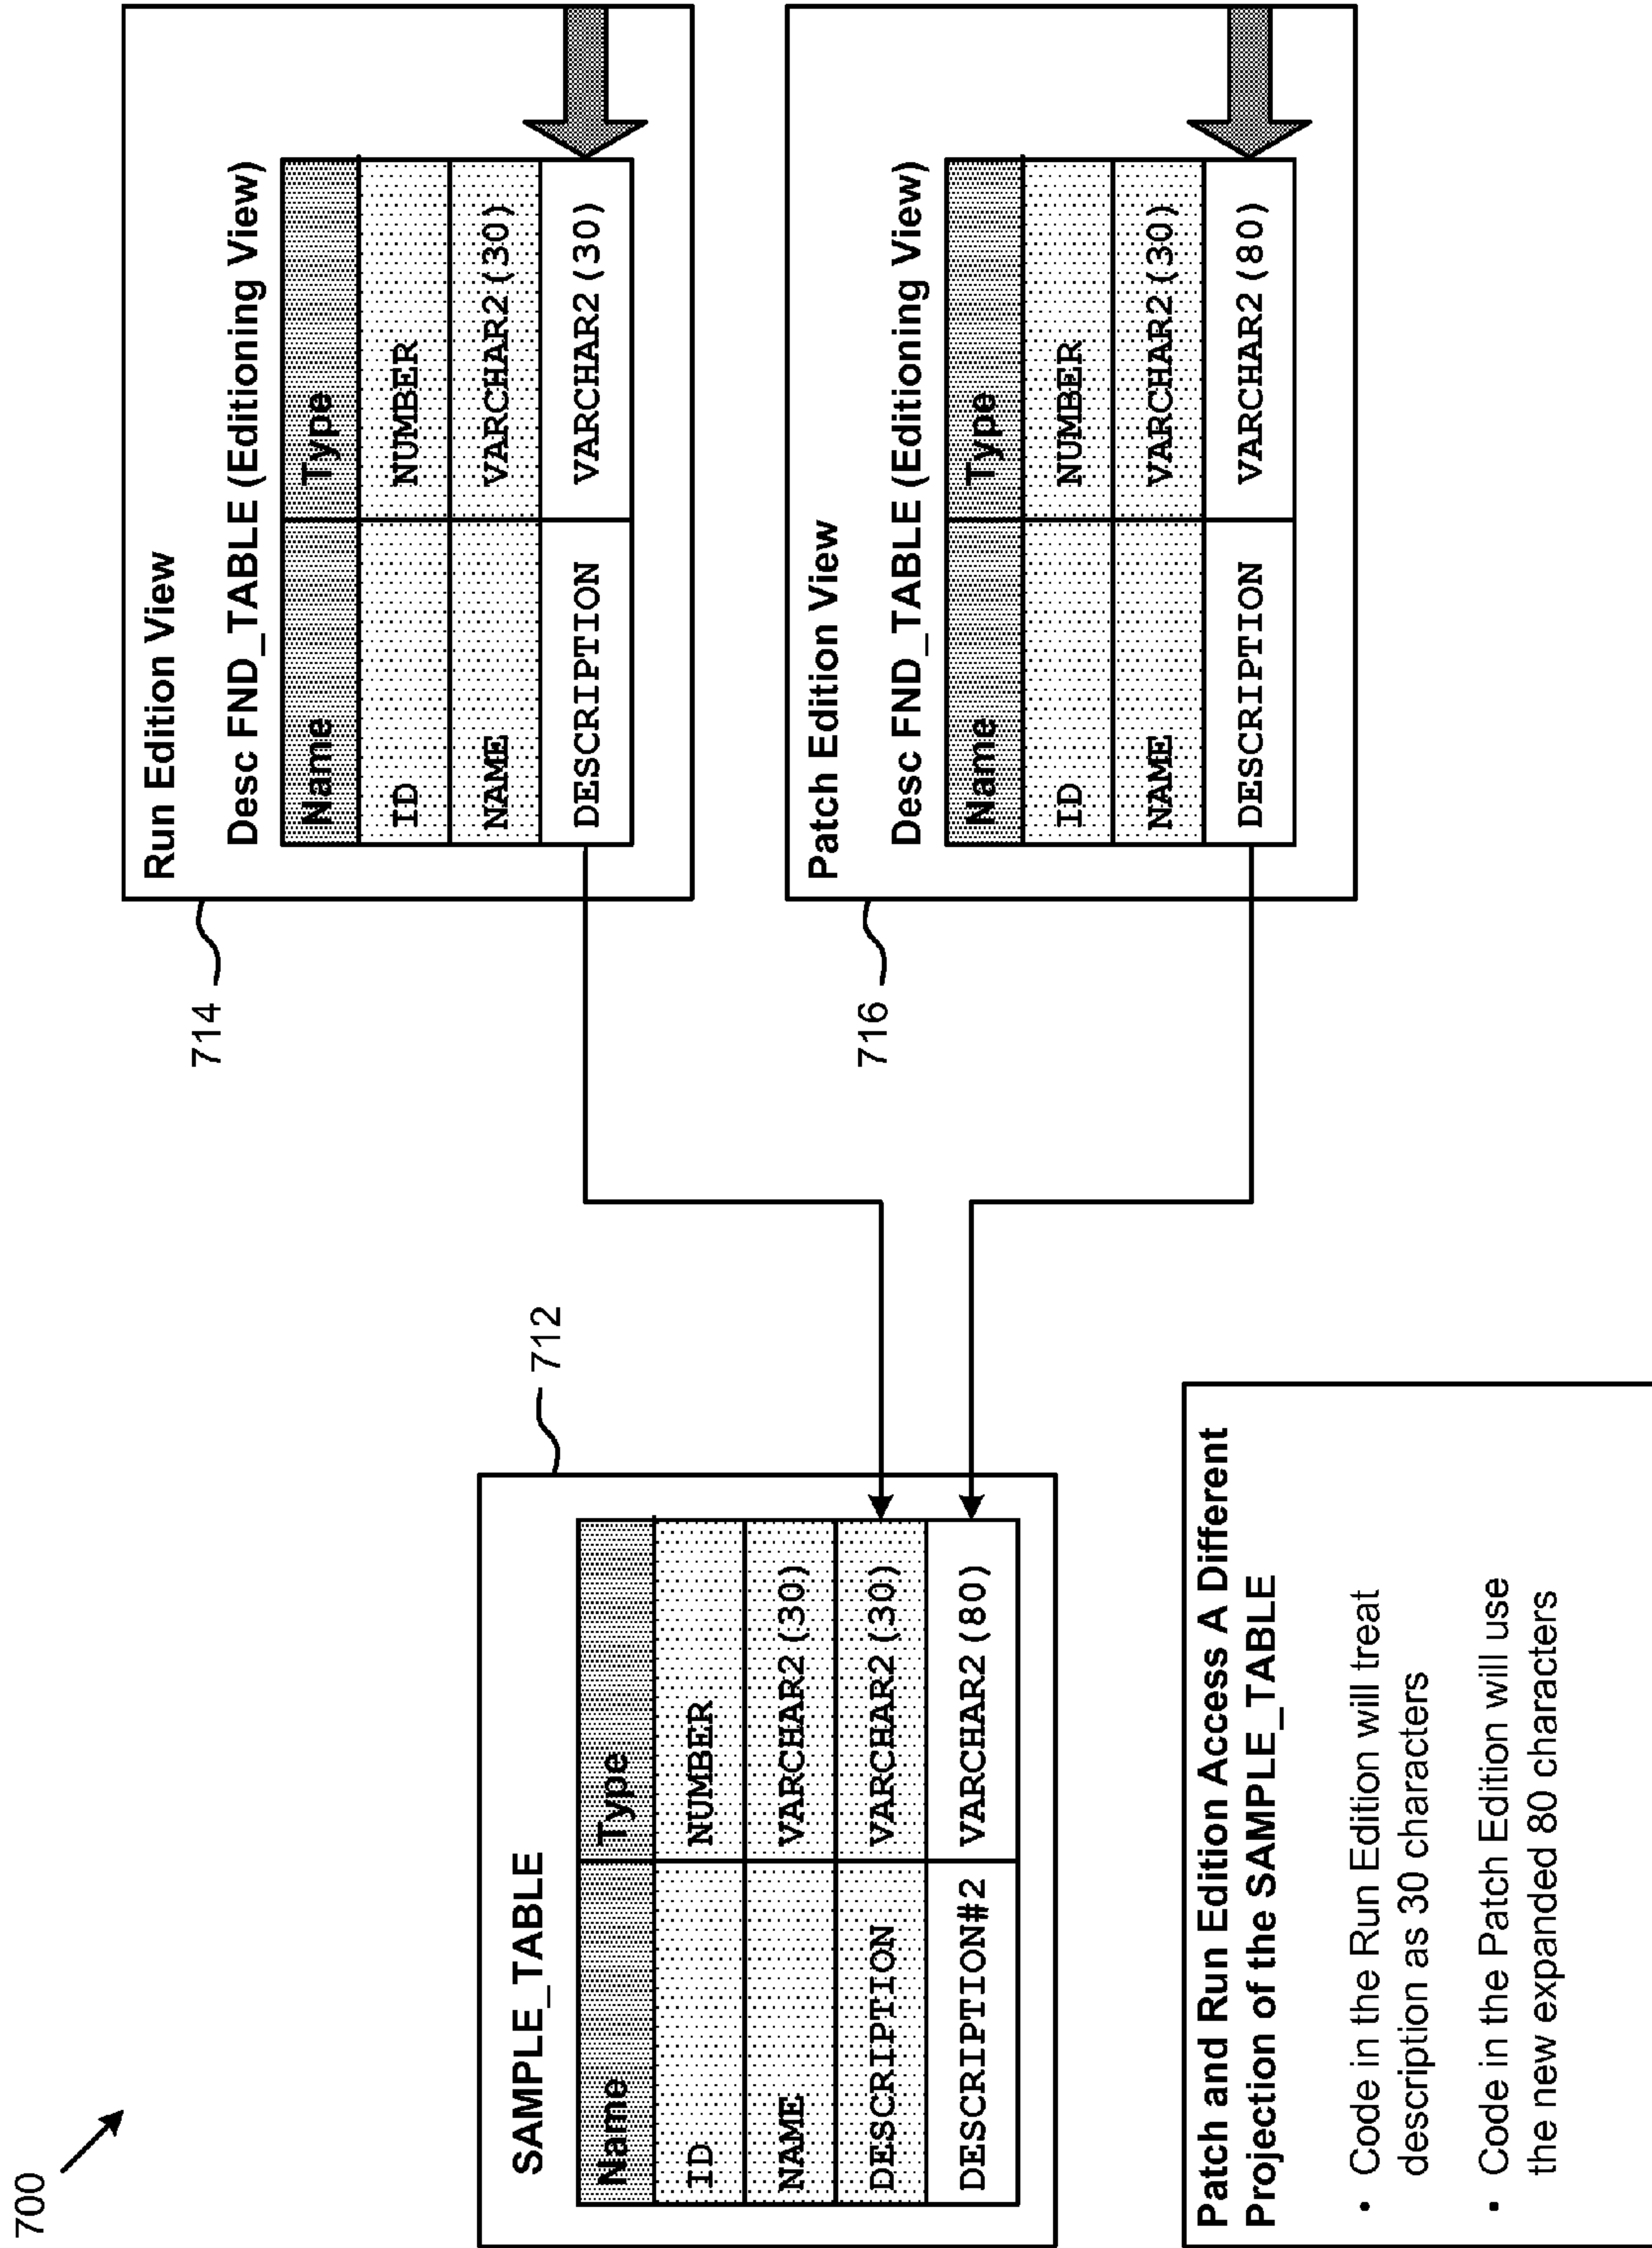 700
SAMPLE_TABLE
Name Type
ID NUMBER
NAME VARCHAR2(30)
DESCRIPTION VARCHAR2(30)
DESCRIPTION#2 VARCHAR2(80)
712
714
Run Edition View
Desc FND_TABLE (Editioning View)
Name Type
ID NUMBER
NAME VARCHAR2(30)
DESCRIPTION VARCHAR2(30)
716
Patch Edition View
Desc FND_TABLE (Editioning View)
Name Type
ID NUMBER
NAME VARCHAR2(30)
DESCRIPTION VARCHAR2(80)
Patch and Run Edition Access A Different
Projection of the SAMPLE_TABLE
• Code in the Run Edition will treat
description as 30 characters
• Code in the Patch Edition will use
the new expanded 80 characters